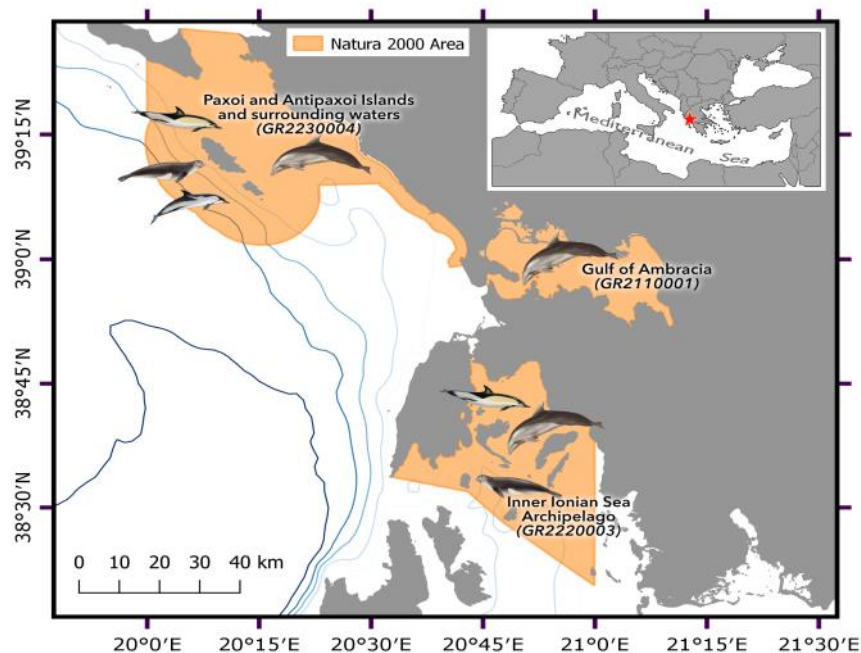 Natura 2000 Area
Mediterranean Sea
Paxoi and Antipaxoi Islands
and surrounding waters
(GR2230004)
Gulf of Ambracia
(GR2110001)
Inner Ionian Sea
Archipelago
(GR2220003)
39°15′N
39°0′N
38°45′N
38°30′N
0 10 20 30 40 km
20°0′E 20°15′E 20°30′E 20°45′E 21°0′E 21°15′E 21°30′E